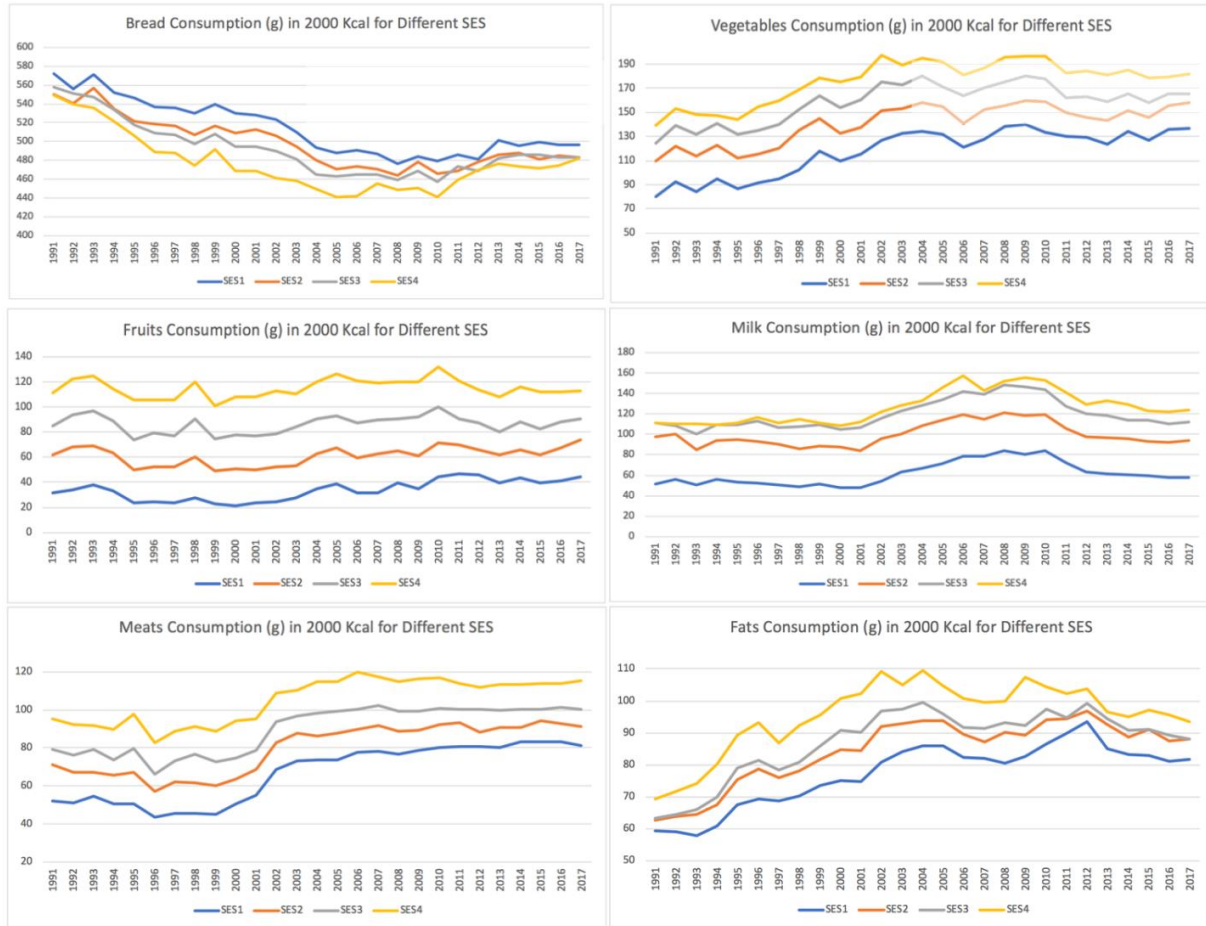 Bread Consumption (g) in 2000 Kcal for Different SES
600
580
560
540
520
500
480
460
440
420
400
1991 1992 1993 1994 1995 1996 1997 1998 1999 2000 2001 2002 2003 2004 2005 2006 2007 2008 2009 2010 2011 2012 2013 2014 2015 2016 2017
SES1 SES2 SES3 SES4
Vegetables Consumption (g) in 2000 Kcal for Different SES
190
170
150
130
110
90
70
50
1991 1992 1993 1994 1995 1996 1997 1998 1999 2000 2001 2002 2003 2004 2005 2006 2007 2008 2009 2010 2011 2012 2013 2014 2015 2016 2017
SES1 SES2 SES3 SES4
Fruits Consumption (g) in 2000 Kcal for Different SES
140
120
100
80
60
40
20
0
1991 1992 1993 1994 1995 1996 1997 1998 1999 2000 2001 2002 2003 2004 2005 2006 2007 2008 2009 2010 2011 2012 2013 2014 2015 2016 2017
SES1 SES2 SES3 SES4
Milk Consumption (g) in 2000 Kcal for Different SES
180
160
140
120
100
80
60
40
20
0
1991 1992 1993 1994 1995 1996 1997 1998 1999 2000 2001 2002 2003 2004 2005 2006 2007 2008 2009 2010 2011 2012 2013 2014 2015 2016 2017
SES1 SES2 SES3 SES4
Meats Consumption (g) in 2000 Kcal for Different SES
120
100
80
60
40
20
1991 1992 1993 1994 1995 1996 1997 1998 1999 2000 2001 2002 2003 2004 2005 2006 2007 2008 2009 2010 2011 2012 2013 2014 2015 2016 2017
SES1 SES2 SES3 SES4
Fats Consumption (g) in 2000 Kcal for Different SES
110
100
90
80
70
60
50
1991 1992 1993 1994 1995 1996 1997 1998 1999 2000 2001 2002 2003 2004 2005 2006 2007 2008 2009 2010 2011 2012 2013 2014 2015 2016 2017
SES1 SES2 SES3 SES4